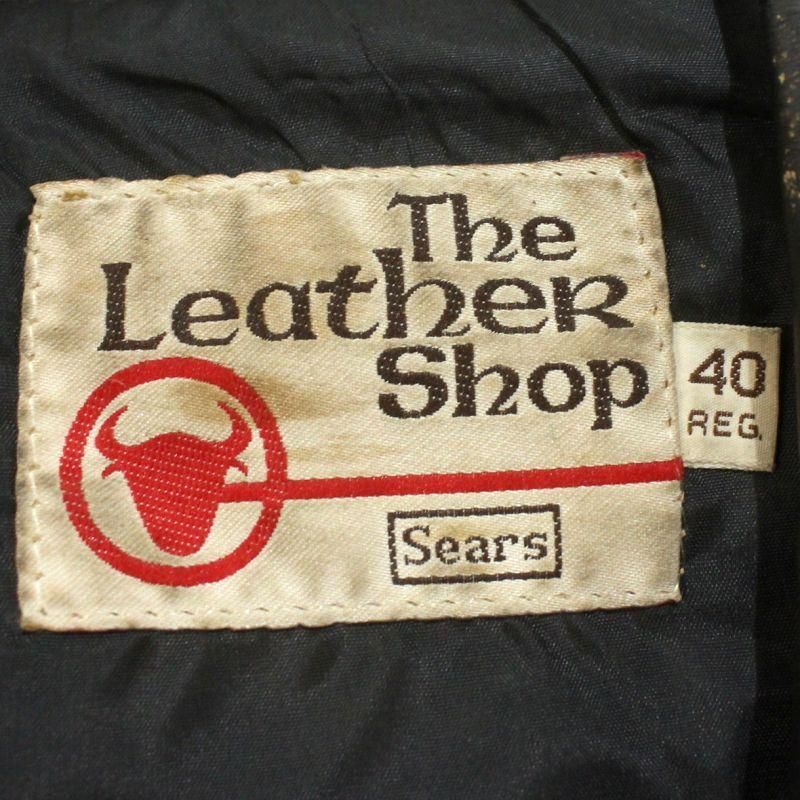 The
Leather
Shop
Sears
40
REG.